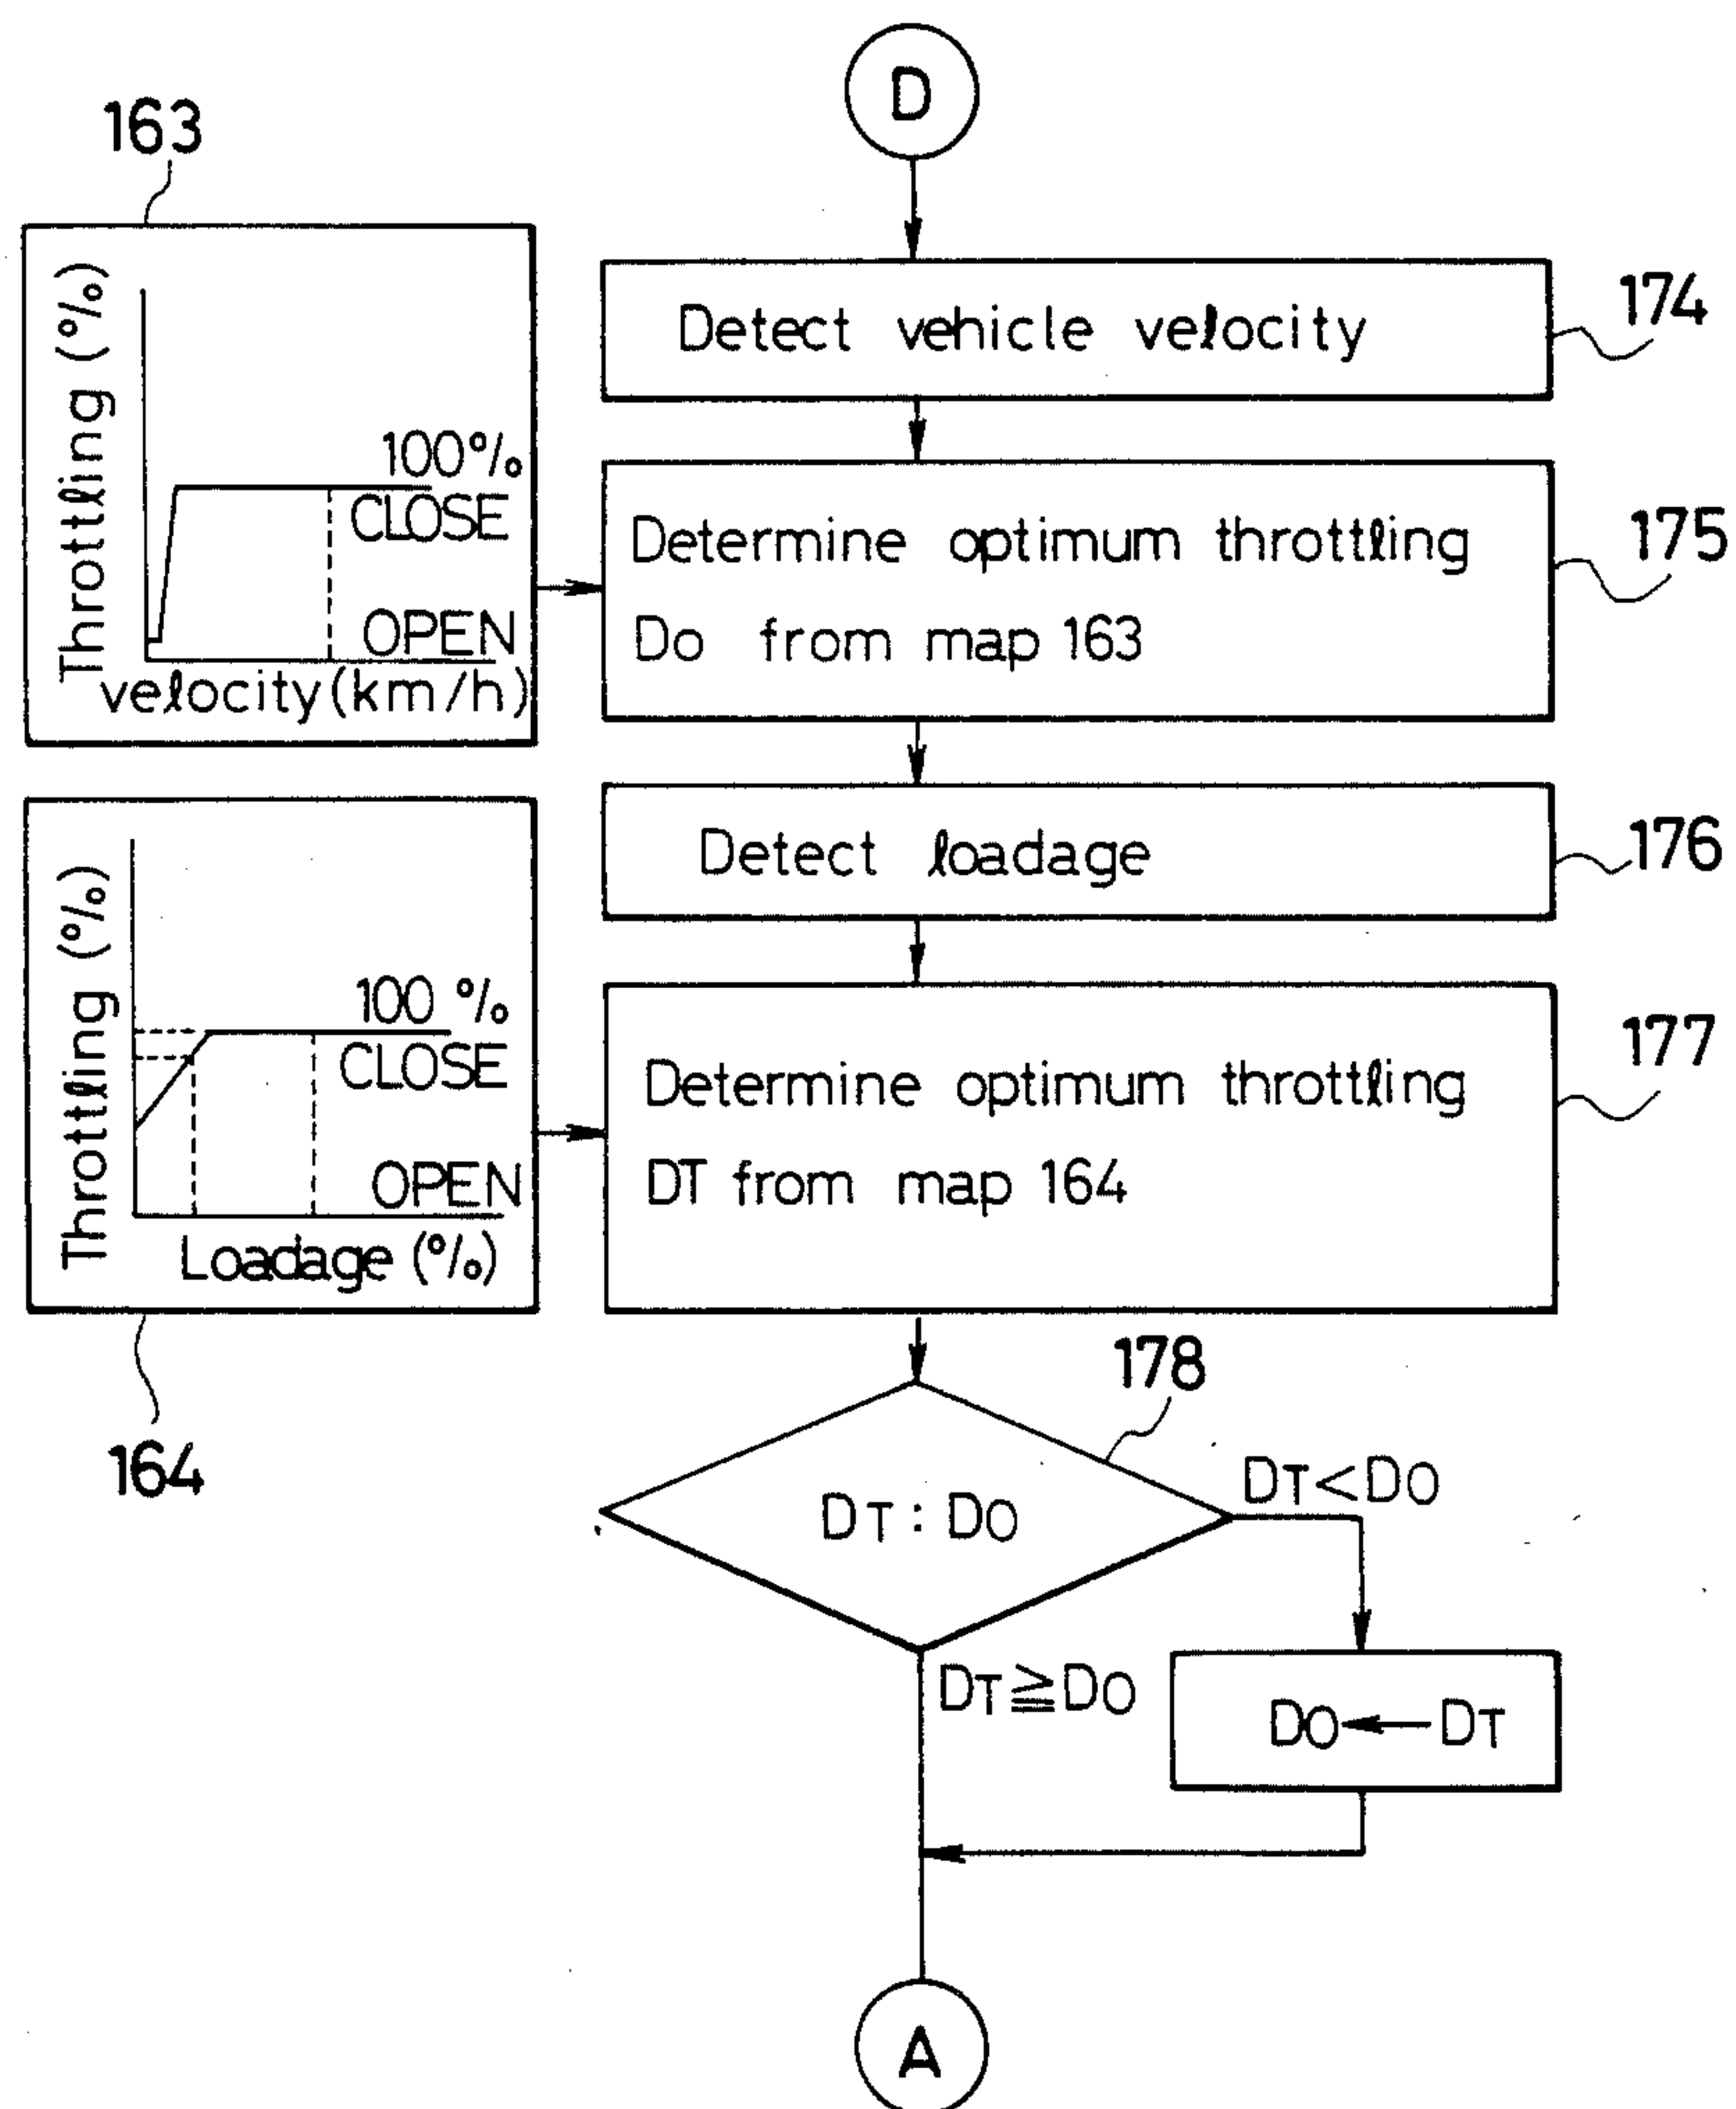 D
163
Throttling (%)
100%
CLOSE
OPEN
velocity (km/h)
Detect vehicle velocity
174
Determine optimum throttling
Do from map 163
175
Detect loadage
176
Throttling (%)
100 %
CLOSE
OPEN
Loadage (%)
164
Determine optimum throttling
DT from map 164
177
178
DT : DO
DT<DO
DT≧DO
DO←DT
A